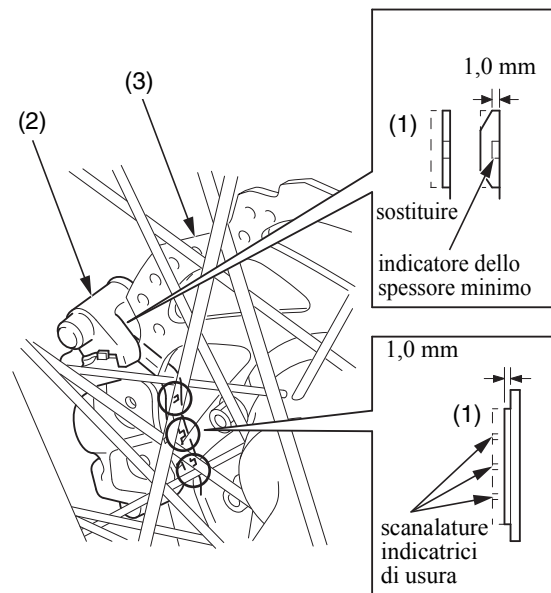 (3)
(2)
1,0 mm
(1)
sostituire
indicatore dello
spessore minimo
1,0 mm
(1)
scanalature
indicatrici
di usura